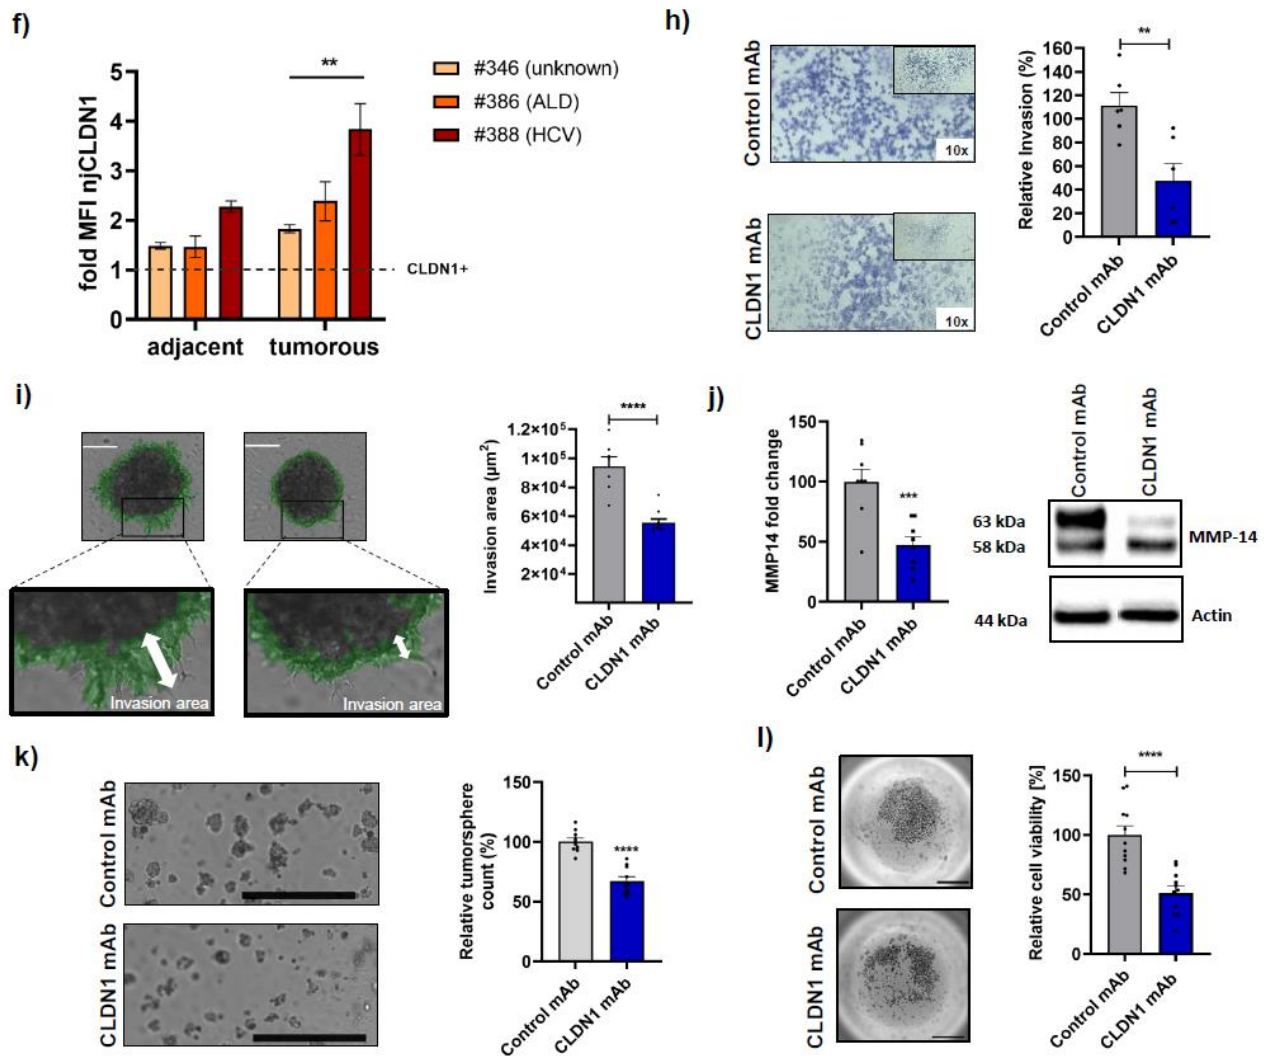 f)
fold MFI njCLDN1
5
4
3
2
1
0
**
adjacent
tumorous
CLDN1+
#346 (unknown)
#386 (ALD)
#388 (HCV)
h)
Control mAb
10x
CLDN1 mAb
10x
Relative Invasion (%)
160
140
120
100
80
60
40
20
0
**
Control mAb
CLDN1 mAb
i)
Invasion area
Invasion area
Invasion area (µm²)
1.2×10⁵
1×10⁵
8×10⁴
6×10⁴
4×10⁴
2×10⁴
****
Control mAb
CLDN1 mAb
j)
MMP14 fold change
150
100
50
0
***
Control mAb
CLDN1 mAb
Control mAb
CLDN1 mAb
63 kDa
58 kDa
MMP-14
44 kDa
Actin
k)
Control mAb
CLDN1 mAb
Relative tumorsphere
count (%)
150
100
50
0
****
Control mAb
CLDN1 mAb
l)
Control mAb
CLDN1 mAb
Relative cell viability [%]
150
100
50
0
****
Control mAb
CLDN1 mAb